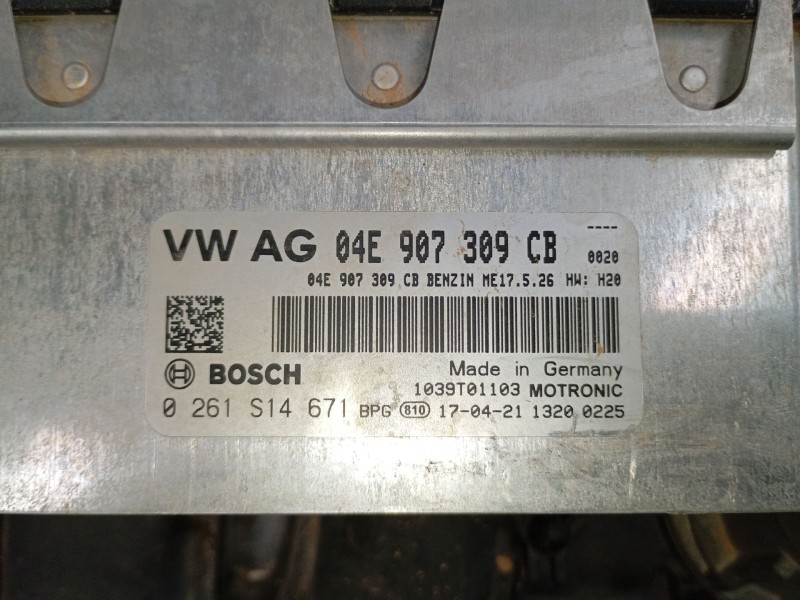 VW AG 04E 907 309 CB ----
0020
04E 907 309 CB BENZIN ME17.5.26 HW: H20
BOSCH
Made in Germany
1039T01103 MOTRONIC
0 261 S14 671 BPG 810 17-04-21 1320 0225